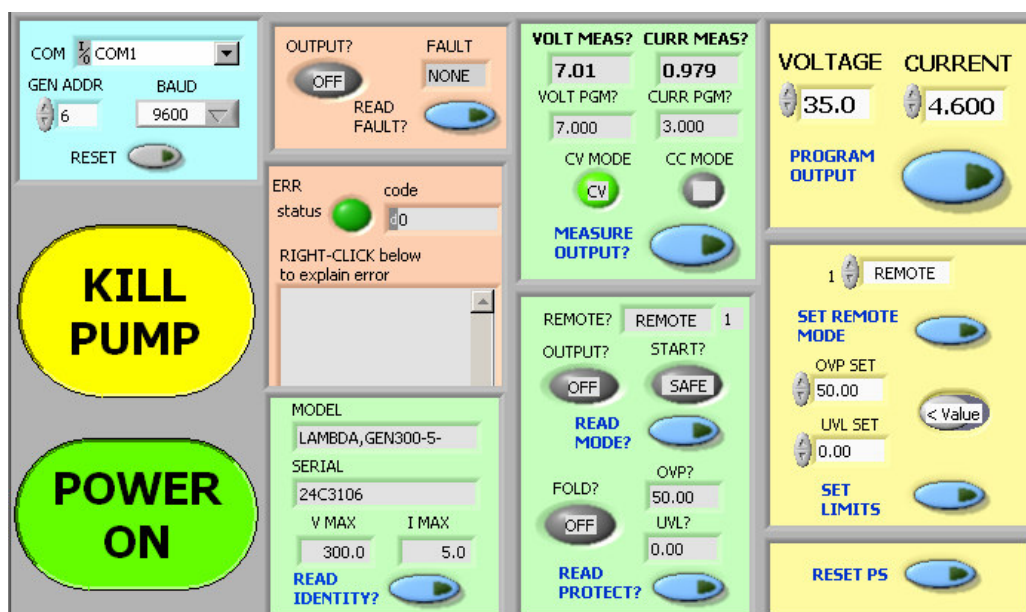 COM I/O COM1
GEN ADDR
BAUD
6
9600
RESET
KILL
PUMP
POWER
ON
OUTPUT?
FAULT
OFF
NONE
READ
FAULT?
ERR
status
code
d0
RIGHT-CLICK below
to explain error
MODEL
LAMBDA,GEN300-5-
SERIAL
24C3106
V MAX
I MAX
300.0
5.0
READ
IDENTITY?
VOLT MEAS? CURR MEAS?
7.01
0.979
VOLT PGM?
CURR PGM?
7.000
3.000
CV MODE
CC MODE
CV
MEASURE
OUTPUT?
REMOTE? REMOTE 1
OUTPUT?
START?
OFF
SAFE
READ
MODE?
FOLD?
OVP?
50.00
OFF
UVL?
0.00
READ
PROTECT?
VOLTAGE
CURRENT
35.0
4.600
PROGRAM
OUTPUT
1 REMOTE
SET REMOTE
MODE
OVP SET
50.00
< Value
UVL SET
0.00
SET
LIMITS
RESET PS